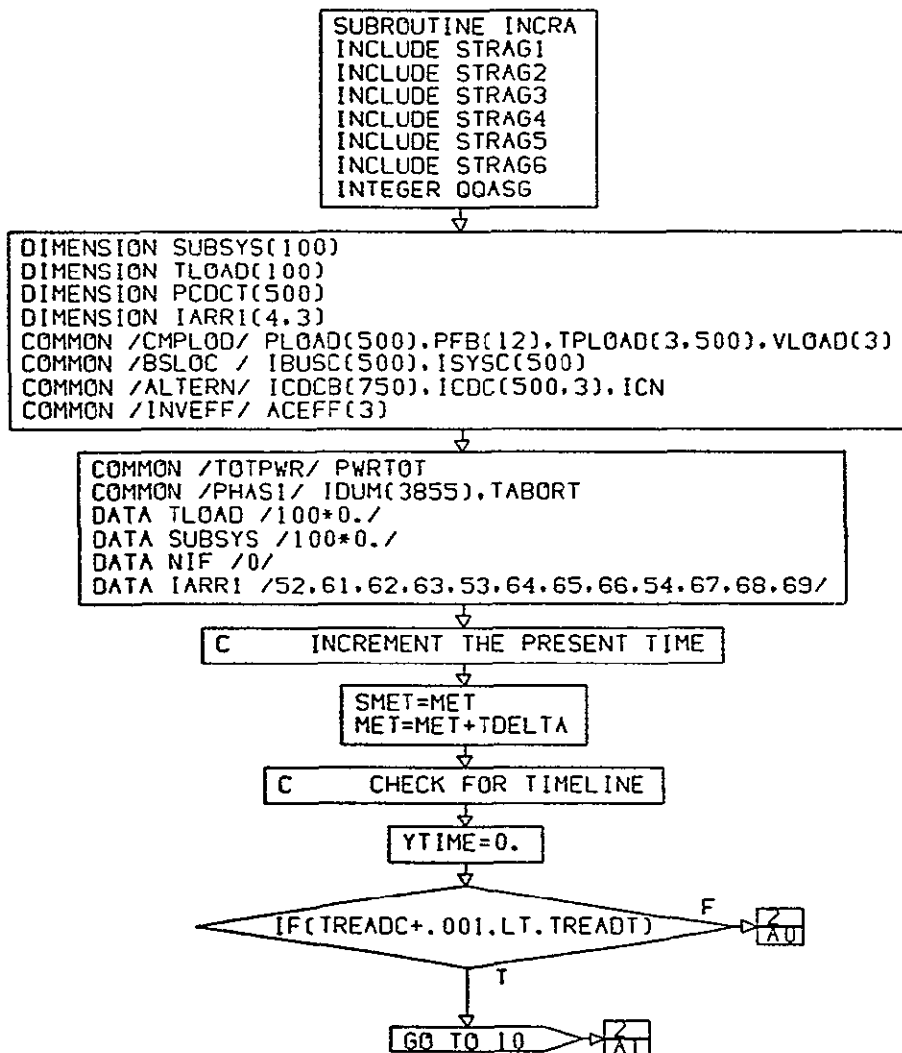 SUBROUTINE INCRA
INCLUDE STRAG1
INCLUDE STRAG2
INCLUDE STRAG3
INCLUDE STRAG4
INCLUDE STRAG5
INCLUDE STRAG6
INTEGER QQASG
DIMENSION SUBSYS(100)
DIMENSION TLOAD(100)
DIMENSION PCDCT(500)
DIMENSION IARR1(4,3)
COMMON /CMPLOD/ PLOAD(500),PFB(12),TPLOAD(3,500),VLOAD(3)
COMMON /BSLOC / IBUSC(500),ISYSC(500)
COMMON /ALTERN/ ICDCB(750),ICDC(500,3),ICN
COMMON /INVEFF/ ACEFF(3)
COMMON /TOTPWR/ PWRTOT
COMMON /PHAS1/ IDUM(3855),TABORT
DATA TLOAD /100*0./
DATA SUBSYS /100*0./
DATA NIF /0/
DATA IARR1 /52,61,62,63,53,64,65,66,54,67,68,69/
C INCREMENT THE PRESENT TIME
SMET=MET
MET=MET+TDELTA
C CHECK FOR TIMELINE
YTIME=0.
IF(TREADC+.001.LT.TREADT)
F
2
A0
T
GO TO 10
2
A1